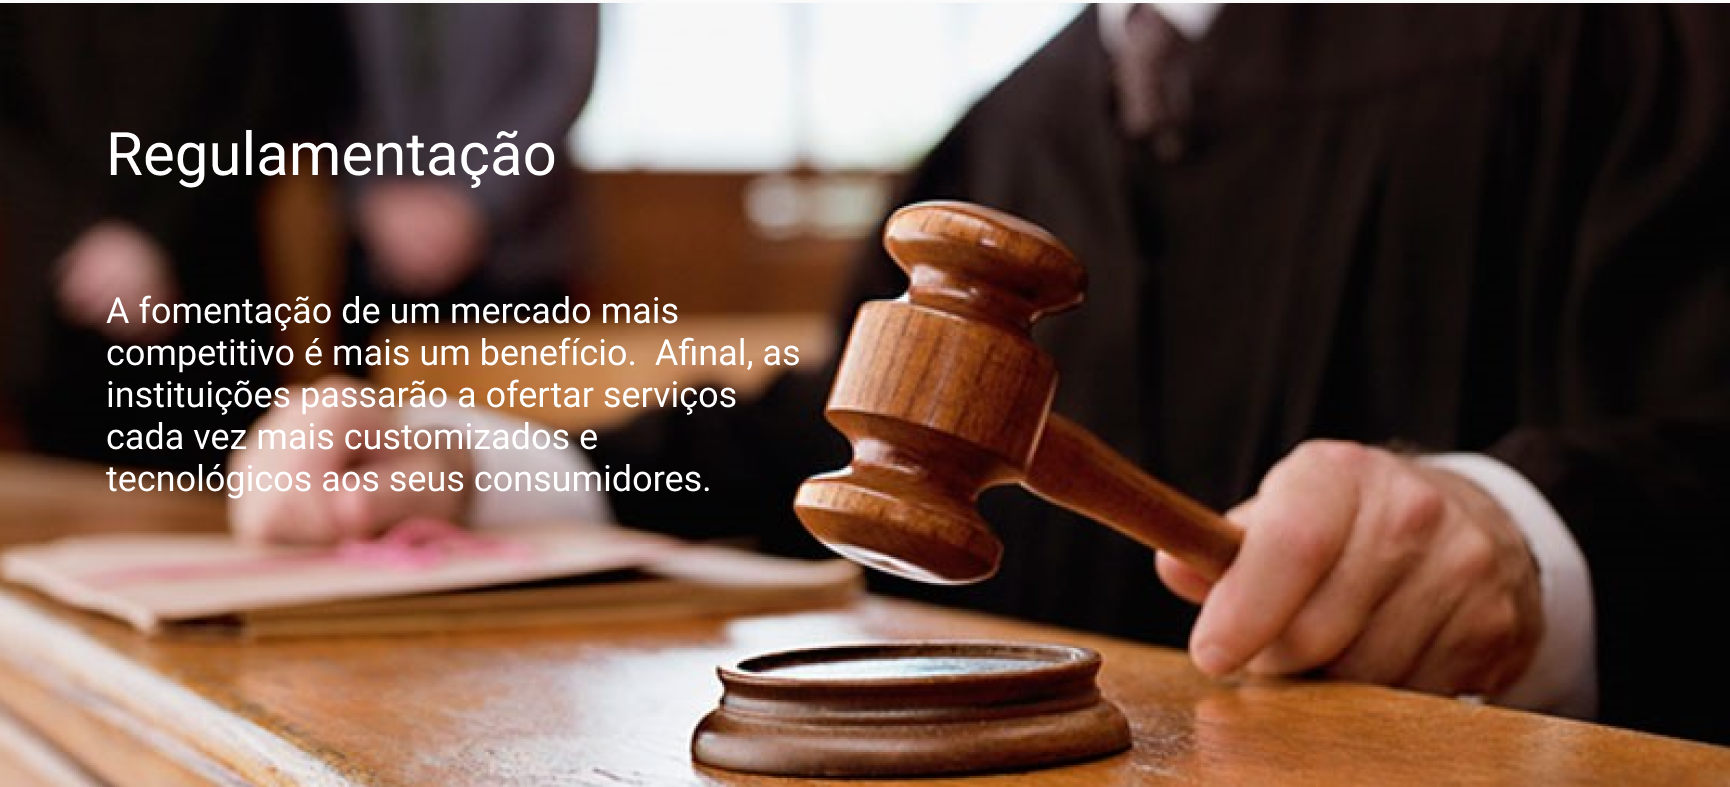 Regulamentação
A fomentação de um mercado mais
competitivo é mais um benefício.  Afinal, as
instituições passarão a ofertar serviços
cada vez mais customizados e
tecnológicos aos seus consumidores.